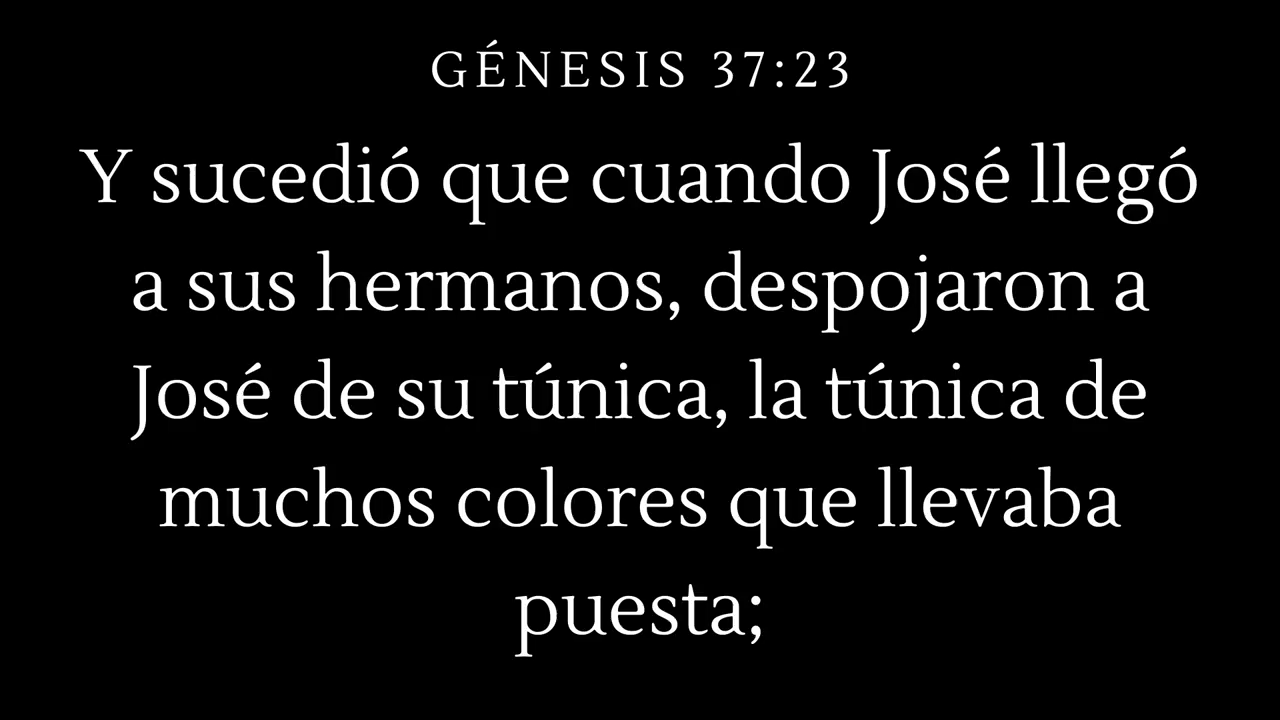 GÉNESIS 37:23
Y sucedió que cuando José llegó
a sus hermanos, despojaron a
José de su túnica, la túnica de
muchos colores que llevaba
puesta;